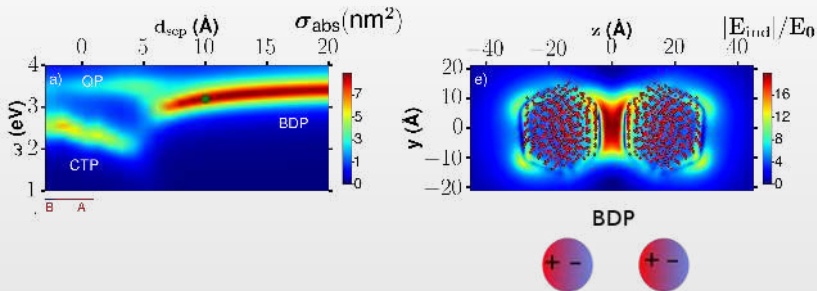 d_sep (Å)
σ_abs(nm²)
0 5 10 15 20
a)
QP
4
3
2
1
ω (eV)
CTP
BDP
7
5
3
1
0
B A
z (Å)
|E_ind|/E_0
−40 −20 0 20 40
e)
20
10
0
−10
−20
y (Å)
16
12
8
4
0
BDP
+ − + −